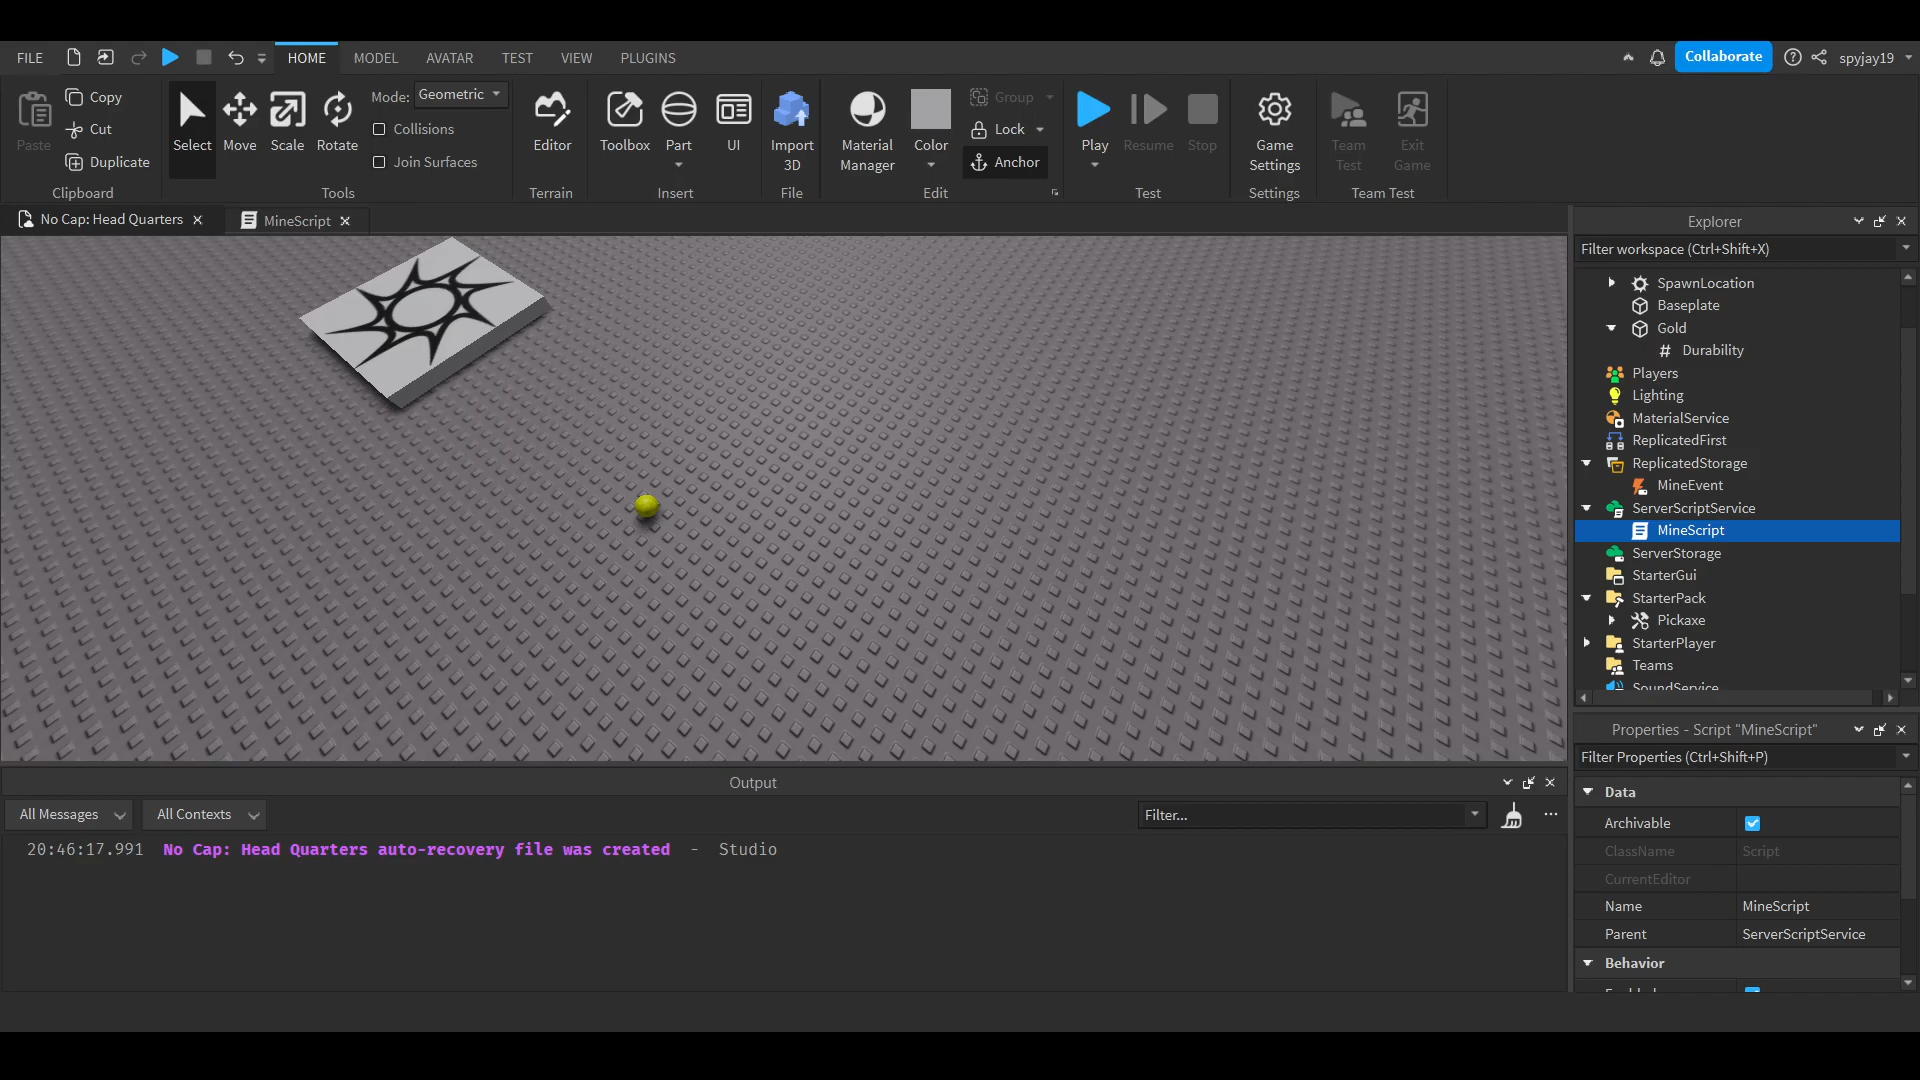 FILE HOME MODEL AVATAR TEST VIEW PLUGINS Collaborate spyjay19
Paste Copy Cut Duplicate Clipboard
Select Move Scale Rotate Mode: Geometric Collisions Join Surfaces Tools
Editor Terrain
Toolbox Part UI Insert
Import 3D File
Material Manager Color Group Lock Anchor Edit
Play Resume Stop Test
Game Settings Settings
Team Test Exit Game Team Test
No Cap: Head Quarters MineScript
Explorer
Filter workspace (Ctrl+Shift+X)
SpawnLocation
Baseplate
Gold
# Durability
Players
Lighting
MaterialService
ReplicatedFirst
ReplicatedStorage
MineEvent
ServerScriptService
MineScript
ServerStorage
StarterGui
StarterPack
Pickaxe
StarterPlayer
Teams
SoundService
Properties - Script "MineScript"
Filter Properties (Ctrl+Shift+P)
Data
Archivable
ClassName Script
CurrentEditor
Name MineScript
Parent ServerScriptService
Behavior
Output
All Messages All Contexts Filter...
20:46:17.991 No Cap: Head Quarters auto-recovery file was created - Studio